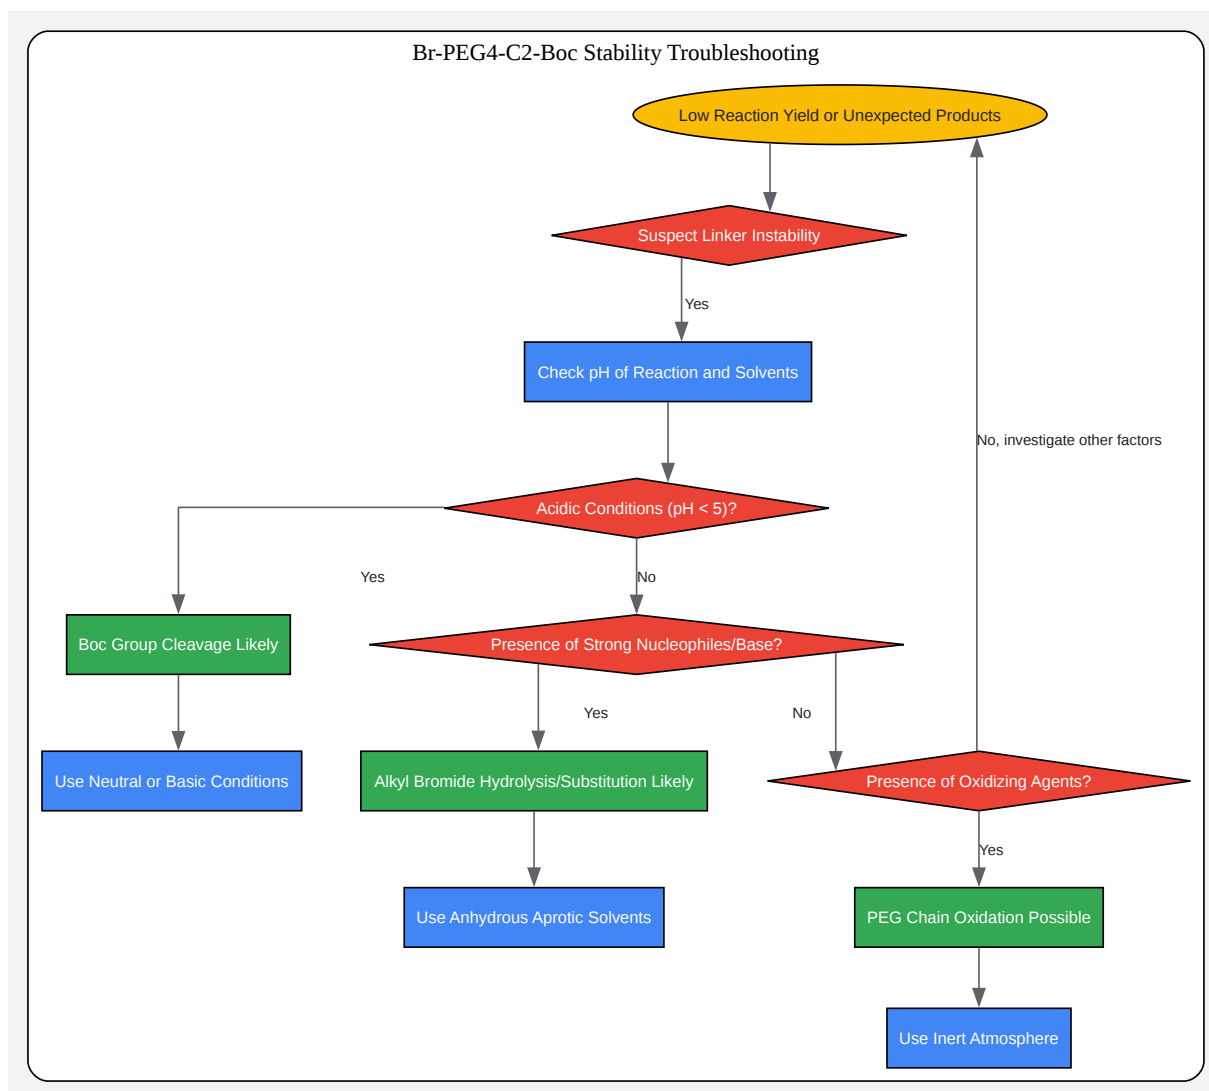 Br-PEG4-C2-Boc Stability Troubleshooting
Low Reaction Yield or Unexpected Products
Suspect Linker Instability
Yes
Check pH of Reaction and Solvents
No, investigate other factors
Acidic Conditions (pH < 5)?
Yes
No
Boc Group Cleavage Likely
Presence of Strong Nucleophiles/Base?
Yes
No
Use Neutral or Basic Conditions
Alkyl Bromide Hydrolysis/Substitution Likely
Presence of Oxidizing Agents?
Yes
Use Anhydrous Aprotic Solvents
PEG Chain Oxidation Possible
Use Inert Atmosphere